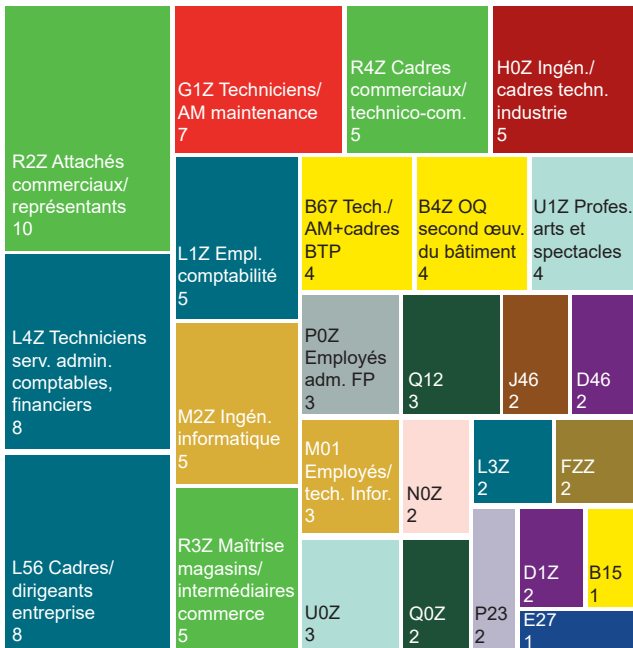 R2Z Attachés
commerciaux/
représentants
10
G1Z Techniciens/
AM maintenance
7
R4Z Cadres
commerciaux/
technico-com.
5
H0Z Ingén./
cadres techn.
industrie
5
L1Z Empl.
comptabilité
5
B67 Tech./
AM+cadres
BTP
4
B4Z OQ
second œuv.
du bâtiment
4
U1Z Profes.
arts et
spectacles
4
L4Z Techniciens
serv. admin.
comptables,
financiers
8
M2Z Ingén.
informatique
5
P0Z
Employés
adm. FP
3
Q12
3
J46
2
D46
2
M01
Employés/
tech. Infor.
3
N0Z
2
L3Z
2
FZZ
2
L56 Cadres/
dirigeants
entreprise
8
R3Z Maîtrise
magasins/
intermédiaires
commerce
5
U0Z
3
Q0Z
2
P23
2
D1Z
2
B15
1
E27
1